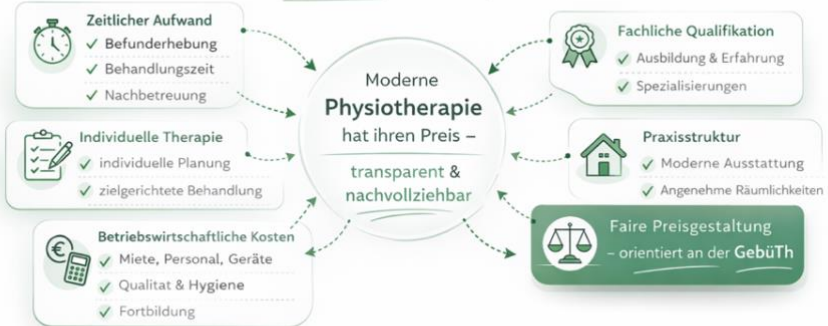 Zeitlicher Aufwand
Befunderhebung
Behandlungszeit
Nachbetreuung
Individuelle Therapie
individuelle Planung
zielgerichtete Behandlung
Betriebswirtschaftliche Kosten
€
Miete, Personal, Geräte
Qualitat & Hygiene
Fortbildung
Moderne
Physiotherapie
hat ihren Preis –
transparent &
nachvollziehbar
Fachliche Qualifikation
Ausbildung & Erfahrung
Spezialisierungen
Praxisstruktur
Moderne Ausstattung
Angenehme Räumlichkeiten
Faire Preisgestaltung
– orientiert an der GebüTh